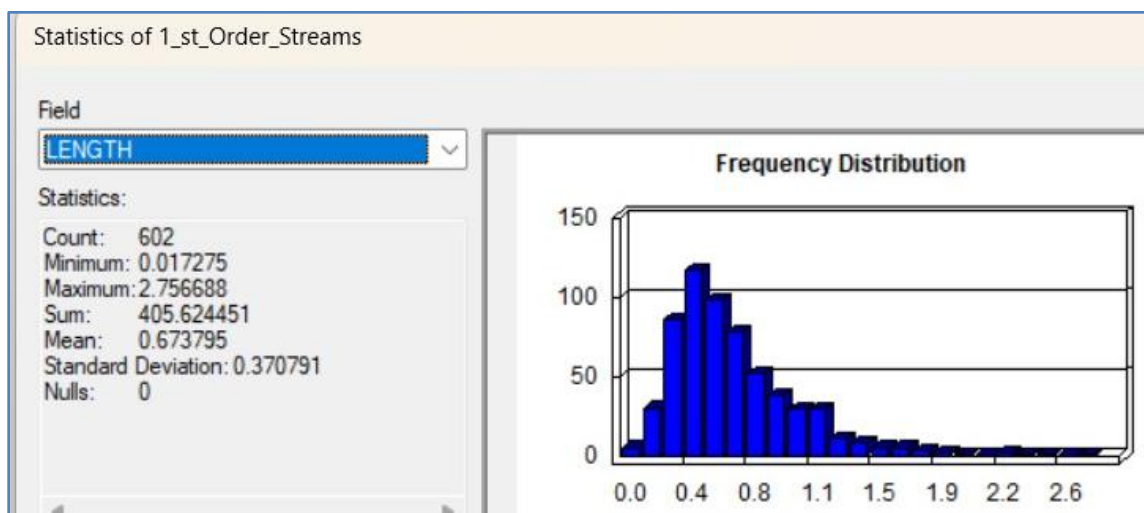 Statistics of 1_st_Order_Streams
Field
LENGTH
Statistics:
Count: 602
Minimum: 0.017275
Maximum: 2.756688
Sum: 405.624451
Mean: 0.673795
Standard Deviation: 0.370791
Nulls: 0
Frequency Distribution
150
100
50
0
0.0 0.4 0.8 1.1 1.5 1.9 2.2 2.6